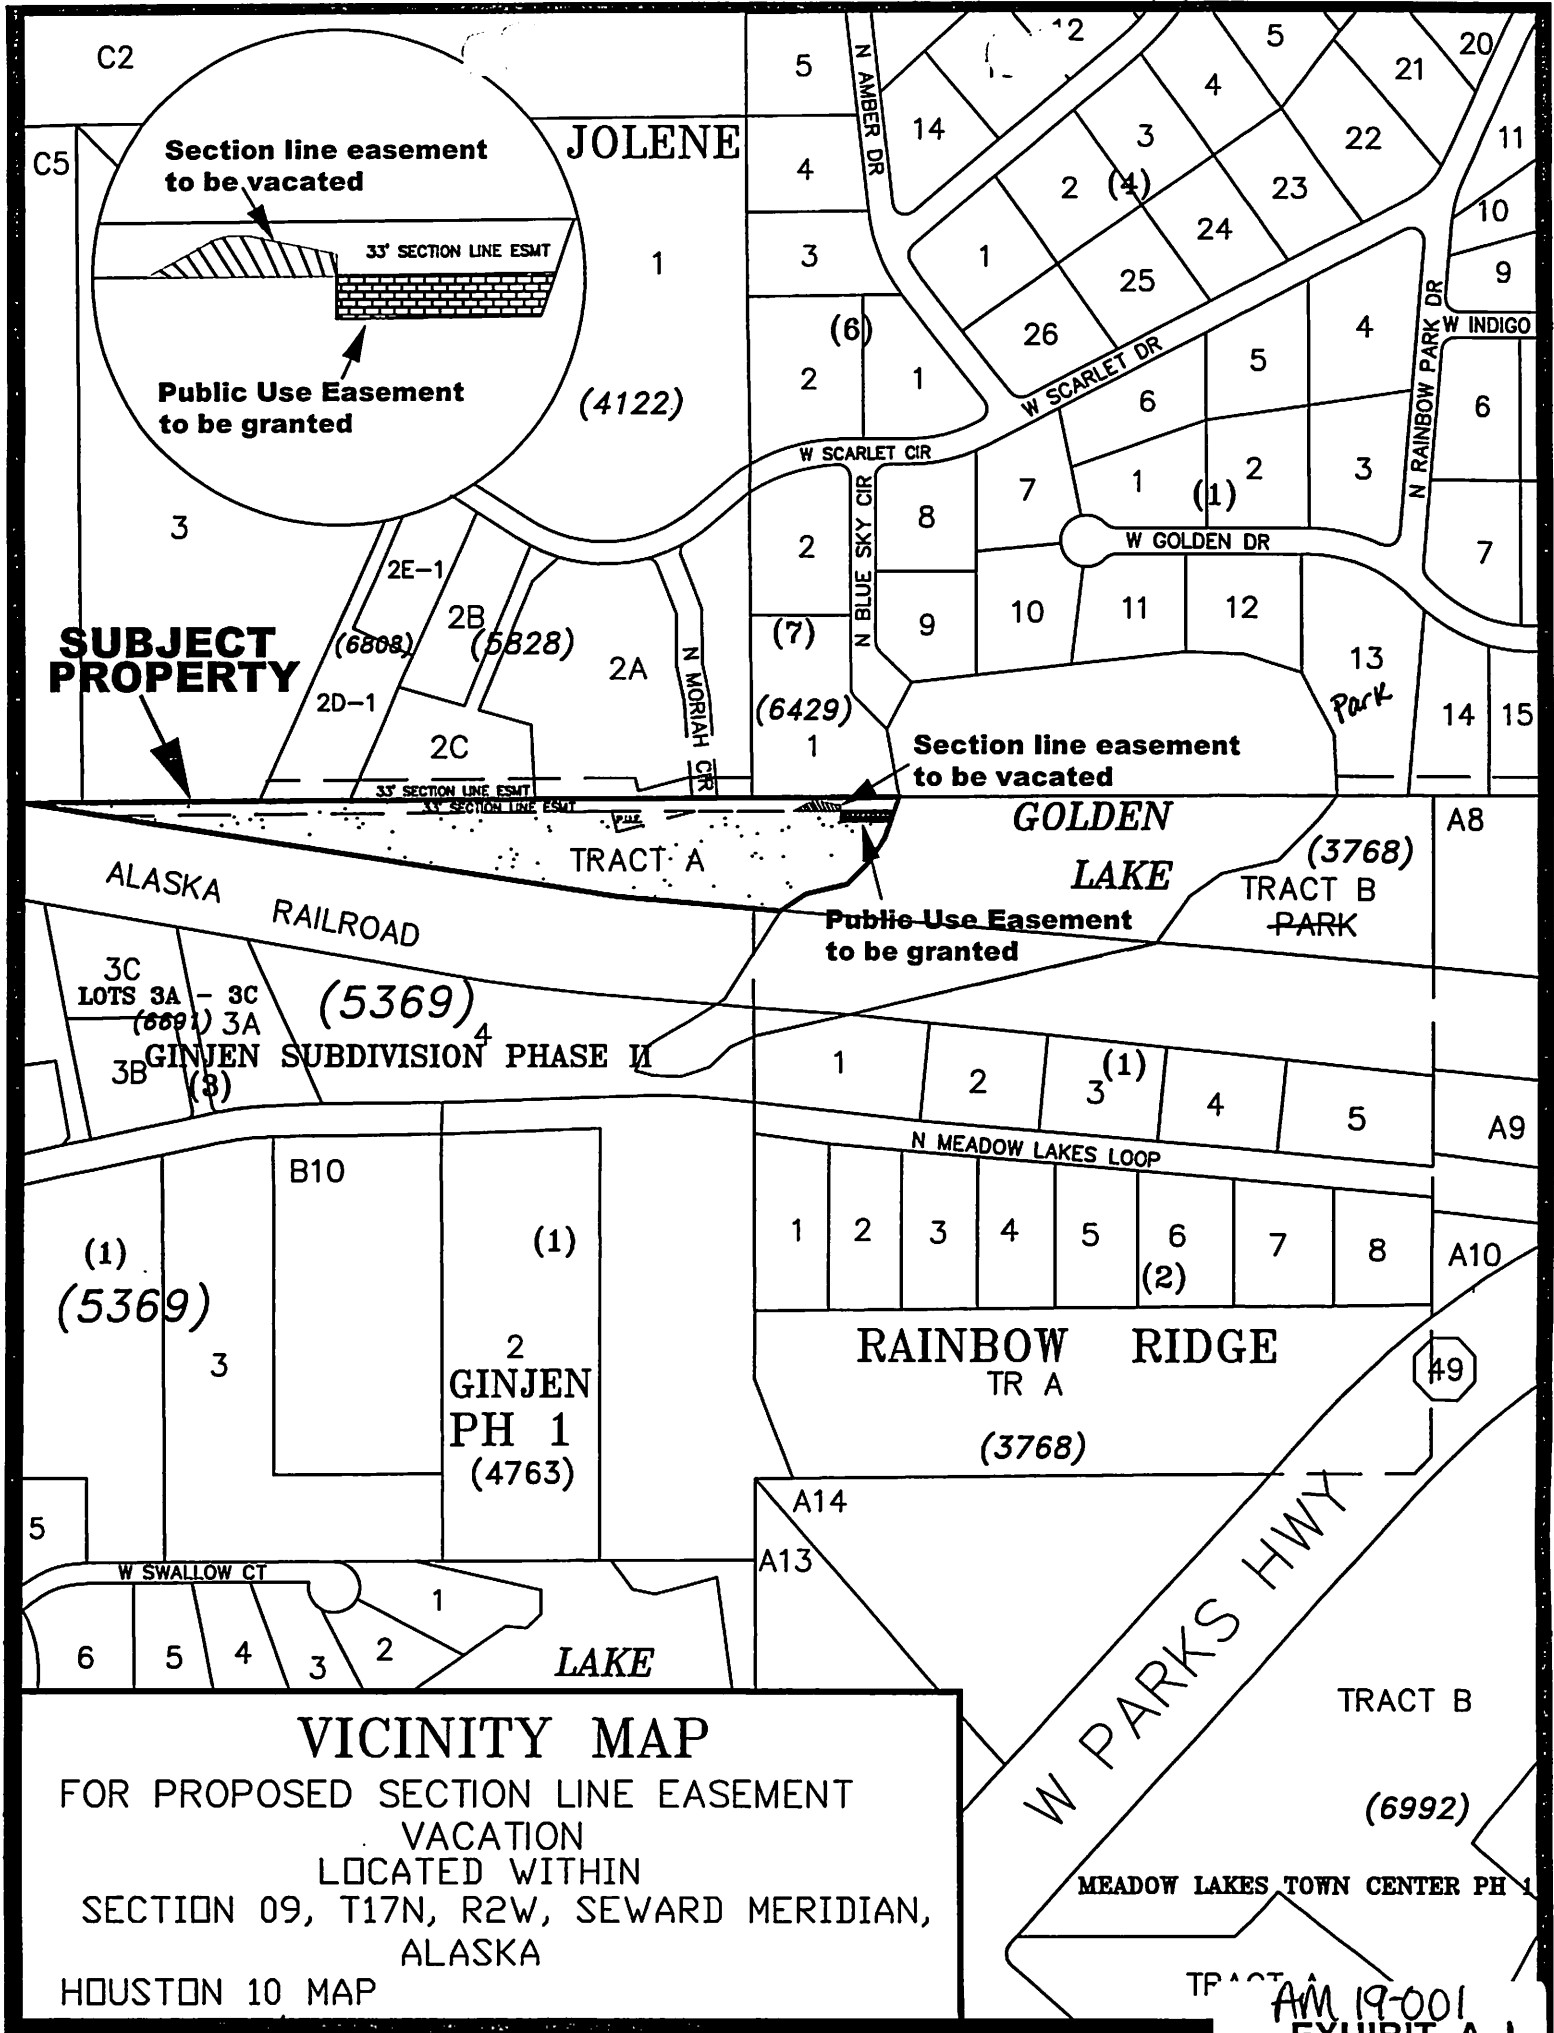 C2
C5
Section line easement
to be vacated
33' SECTION LINE ESMT
Public Use Easement
to be granted
JOLENE
1
(4122)
5
4
3
(6)
2
1
N AMBER DR
12
14
5
4
3
2
(4)
1
20
21
22
23
24
25
26
11
10
9
W INDIGO
N RAINBOW PARK DR
W SCARLET DR
W SCARLET CIR
N BLUE SKY CIR
4
5
6
3
2
1
(1)
7
8
9
10
11
12
W GOLDEN DR
6
7
13
Park
14
15
3
2E-1
2B
(6808)
(5828)
2A
2D-1
2C
N MORIAH CIR
2
(7)
(6429)
1
SUBJECT
PROPERTY
33' SECTION LINE ESMT
33' SECTION LINE ESMT
Section line easement
to be vacated
P.U.E
TRACT A
GOLDEN
LAKE
(3768)
TRACT B
PARK
A8
Public Use Easement
to be granted
ALASKA RAILROAD
3C
LOTS 3A - 3C
(6691) 3A
(5369)
4
GINJEN SUBDIVISION PHASE II
3B
(3)
1
2
3
(1)
4
5
A9
N MEADOW LAKES LOOP
B10
(1)
(5369)
3
(1)
2
GINJEN
PH 1
(4763)
1
2
3
4
5
6
(2)
7
8
A10
RAINBOW RIDGE
TR A
(3768)
49
A14
A13
W PARKS HWY
5
W SWALLOW CT
6
5
4
3
2
1
LAKE
TRACT B
(6992)
MEADOW LAKES TOWN CENTER PH 1
VICINITY MAP
FOR PROPOSED SECTION LINE EASEMENT
VACATION
LOCATED WITHIN
SECTION 09, T17N, R2W, SEWARD MERIDIAN,
ALASKA
HOUSTON 10 MAP
AM 19-001
EXHIBIT A-1